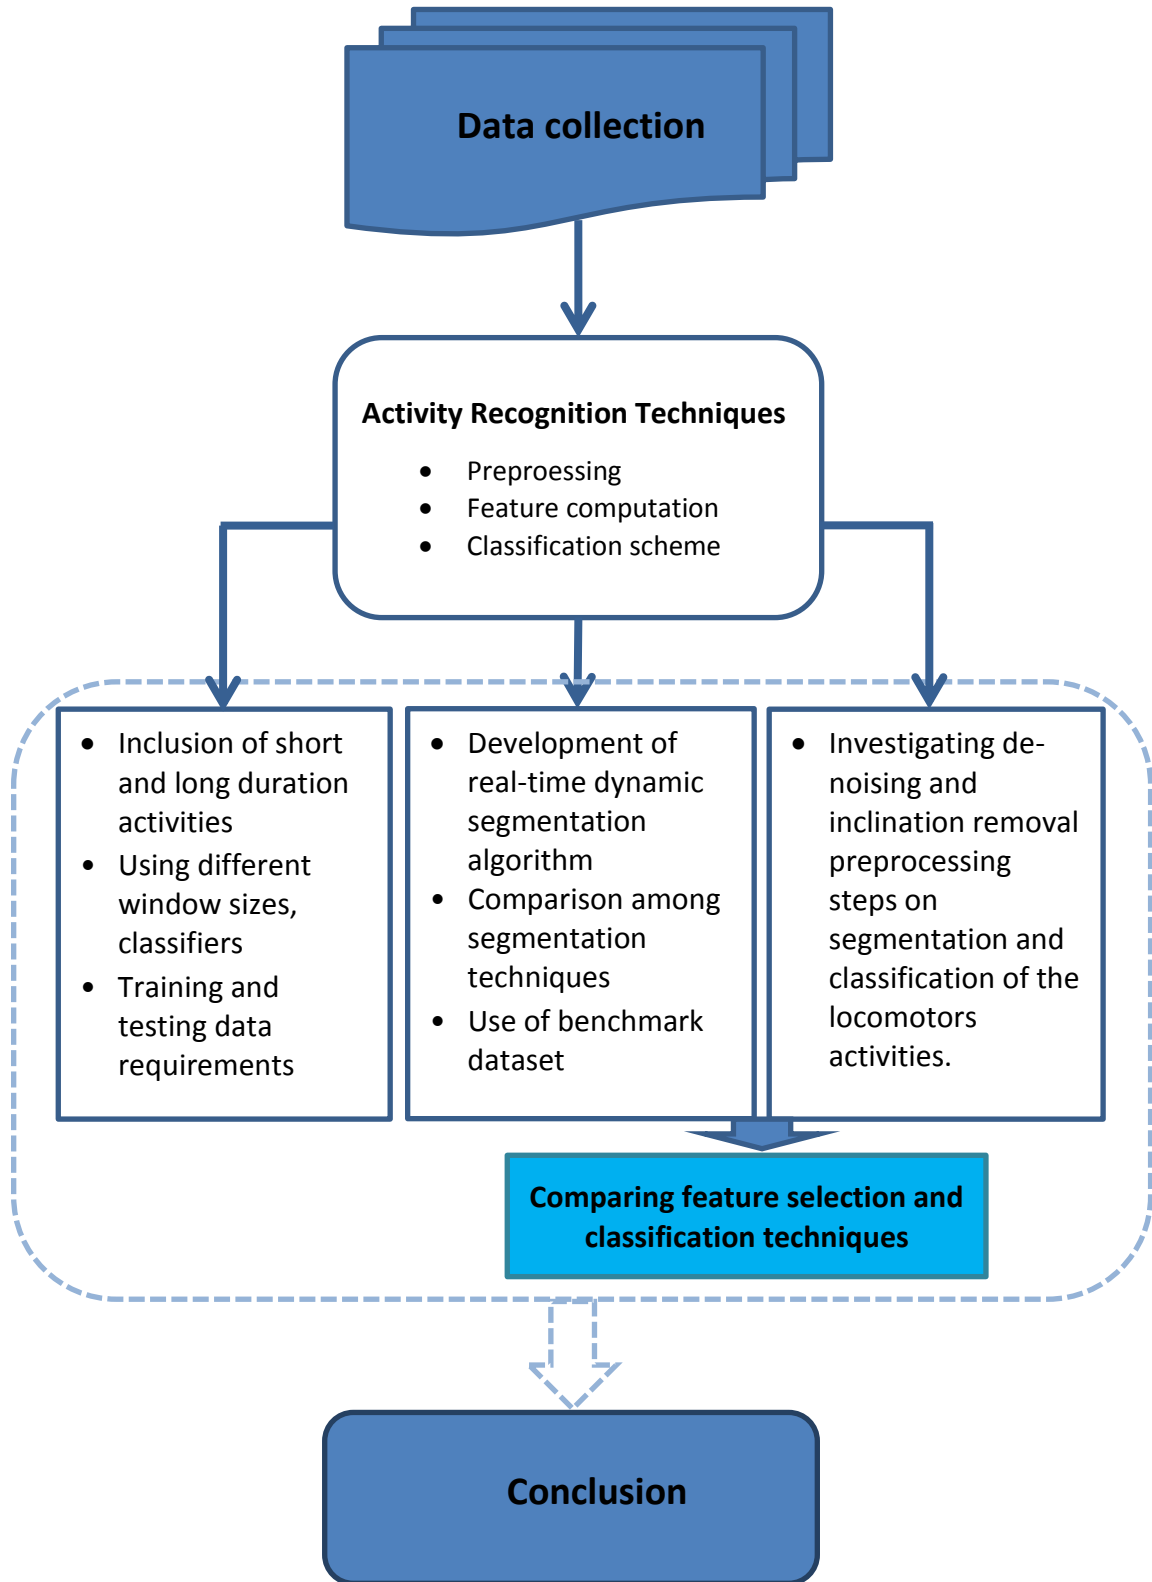 Data collection
Activity Recognition Techniques
• Preproessing
• Feature computation
• Classification scheme
• Inclusion of short
and long duration
activities
• Using different
window sizes,
classifiers
• Training and
testing data
requirements
• Development of
real-time dynamic
segmentation
algorithm
• Comparison among
segmentation
techniques
• Use of benchmark
dataset
• Investigating de-
noising and
inclination removal
preprocessing
steps on
segmentation and
classification of the
locomotors
activities.
Comparing feature selection and
classification techniques
Conclusion